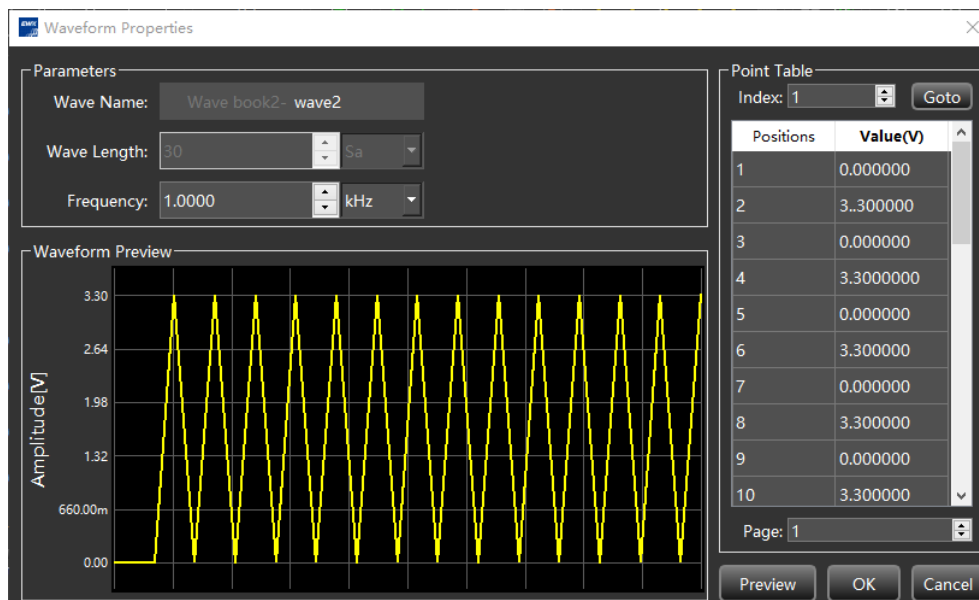 EWX Waveform Properties
Parameters
Wave Name: Wave book2- wave2
Wave Length: 30 Sa
Frequency: 1.0000 kHz
Waveform Preview
Amplitude[V]
3.30
2.64
1.98
1.32
660.00m
0.00
Point Table
Index: 1 Goto
Positions Value(V)
1 0.000000
2 3..300000
3 0.000000
4 3.3000000
5 0.000000
6 3.300000
7 0.000000
8 3.300000
9 0.000000
10 3.300000
Page: 1
Preview OK Cancel